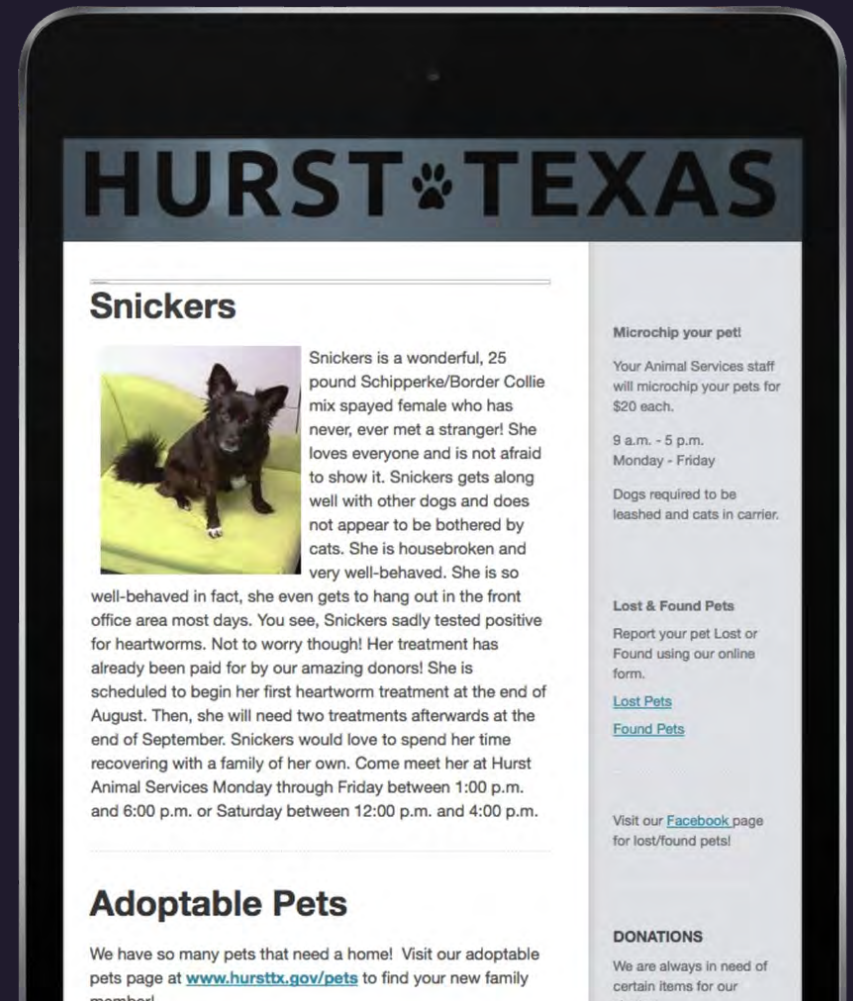 HURST TEXAS
Snickers
Snickers is a wonderful, 25
pound Schipperke/Border Collie
mix spayed female who has
never, ever met a stranger! She
loves everyone and is not afraid
to show it. Snickers gets along
well with other dogs and does
not appear to be bothered by
cats. She is housebroken and
very well-behaved. She is so
well-behaved in fact, she even gets to hang out in the front
office area most days. You see, Snickers sadly tested positive
for heartworms. Not to worry though! Her treatment has
already been paid for by our amazing donors! She is
scheduled to begin her first heartworm treatment at the end of
August. Then, she will need two treatments afterwards at the
end of September. Snickers would love to spend her time
recovering with a family of her own. Come meet her at Hurst
Animal Services Monday through Friday between 1:00 p.m.
and 6:00 p.m. or Saturday between 12:00 p.m. and 4:00 p.m.
Adoptable Pets
We have so many pets that need a home! Visit our adoptable
pets page at www.hursttx.gov/pets to find your new family
member!
Microchip your pet!
Your Animal Services staff
will microchip your pets for
$20 each.
9 a.m. - 5 p.m.
Monday - Friday
Dogs required to be
leashed and cats in carrier.
Lost & Found Pets
Report your pet Lost or
Found using our online
form.
Lost Pets
Found Pets
Visit our Facebook page
for lost/found pets!
DONATIONS
We are always in need of
certain items for our